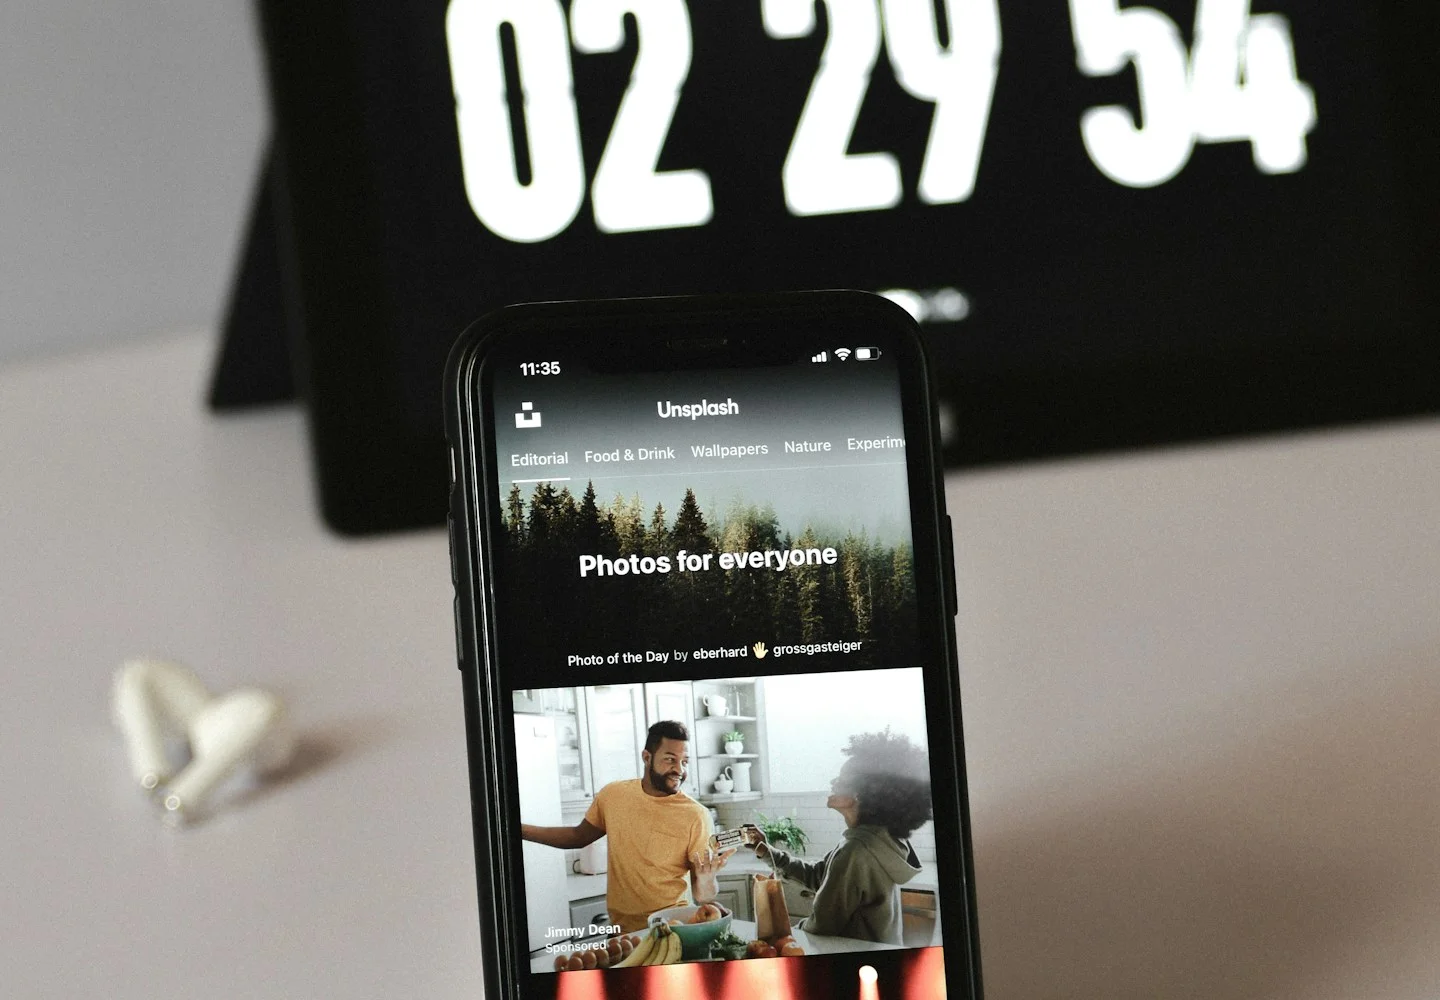 02 29 54
11:35
Unsplash
Editorial Food & Drink Wallpapers Nature Experim
Photos for everyone
Photo of the Day by eberhard 🖐 grossgasteiger
Jimmy Dean
Sponsored